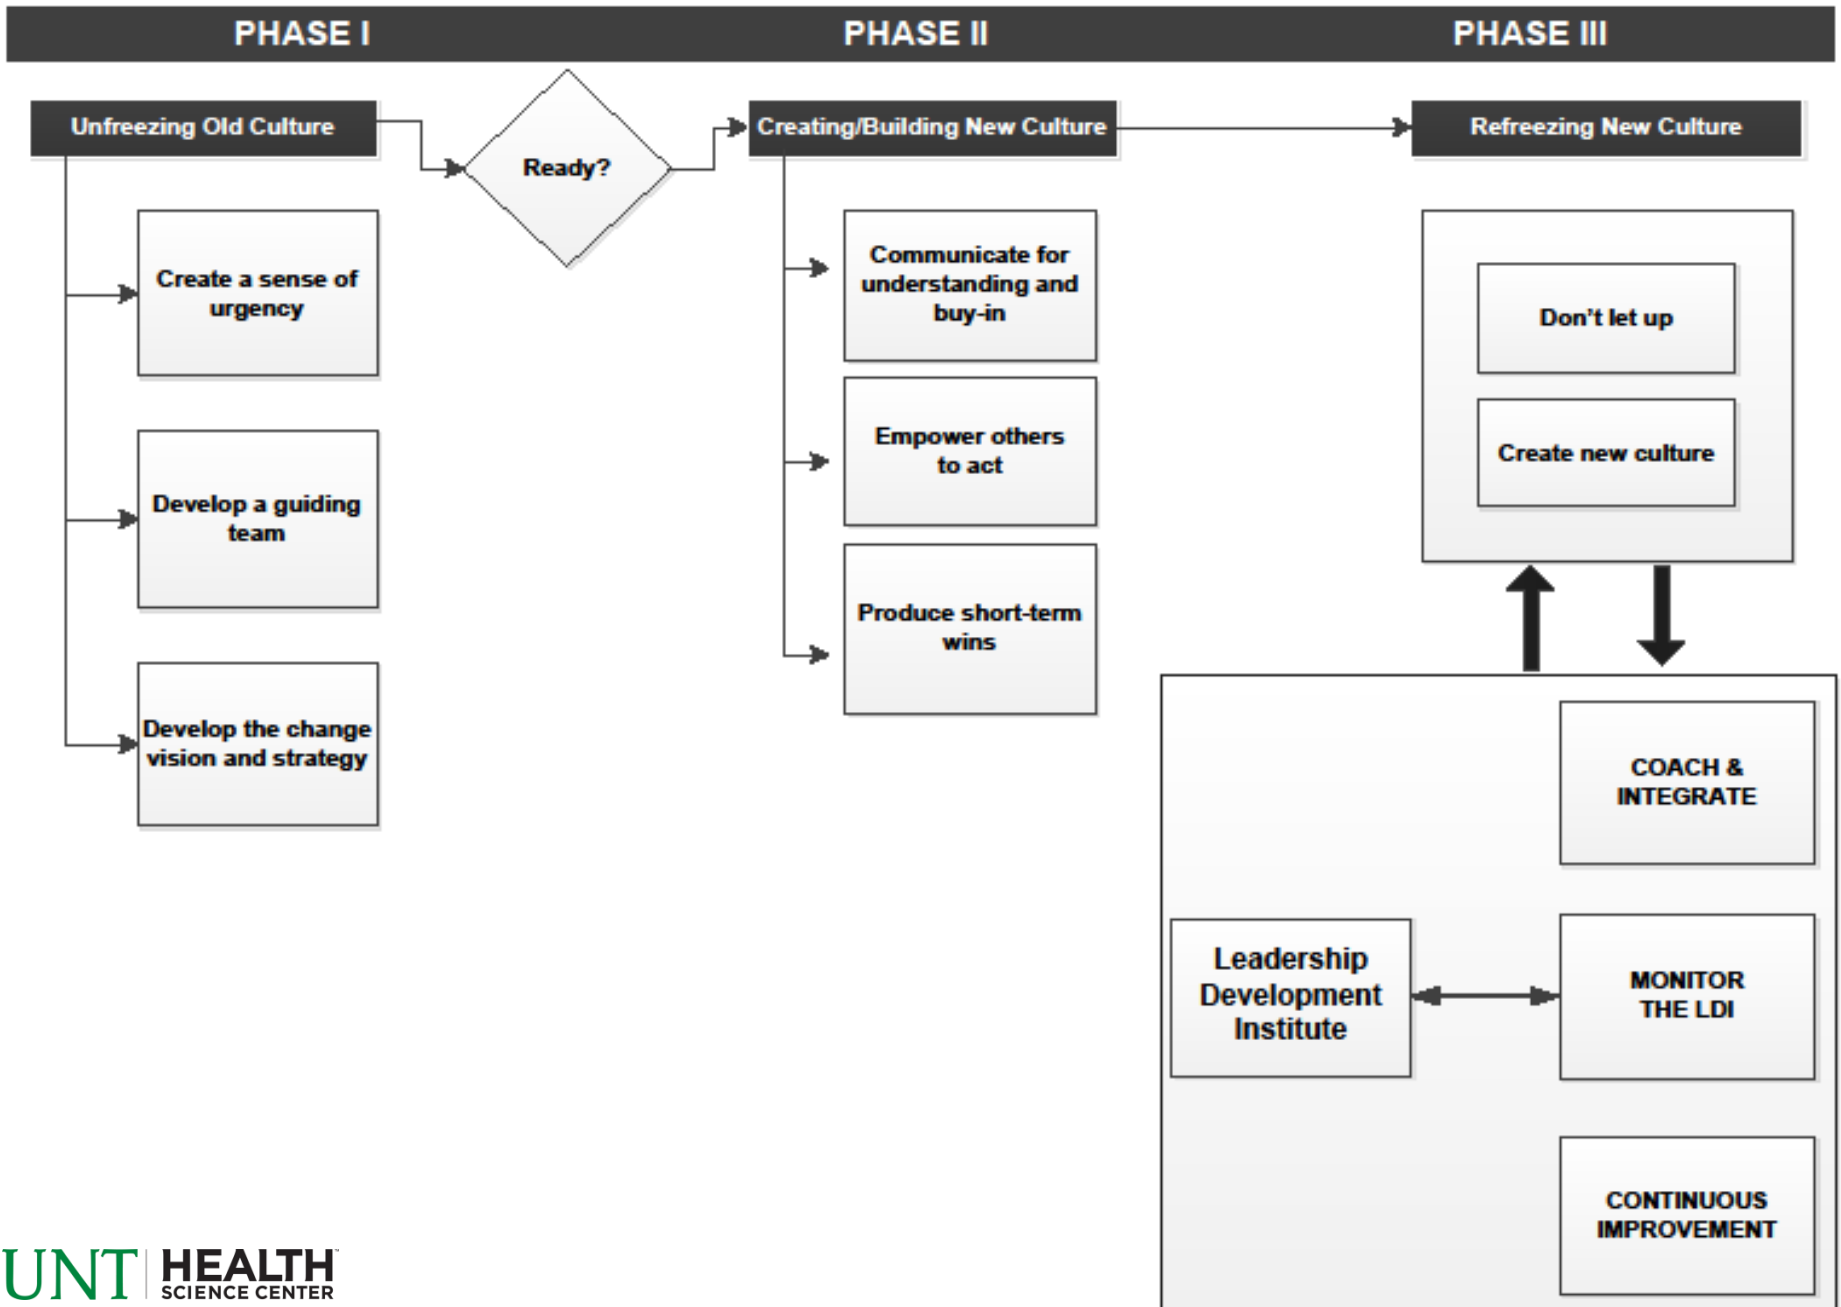 PHASE I
PHASE II
PHASE III
Unfreezing Old Culture
Ready?
Creating/Building New Culture
Refreezing New Culture
Create a sense of
urgency
Develop a guiding
team
Develop the change
vision and strategy
Communicate for
understanding and
buy-in
Empower others
to act
Produce short-term
wins
Don't let up
Create new culture
COACH &
INTEGRATE
Leadership
Development
Institute
MONITOR
THE LDI
CONTINUOUS
IMPROVEMENT
UNT
HEALTH
SCIENCE CENTER